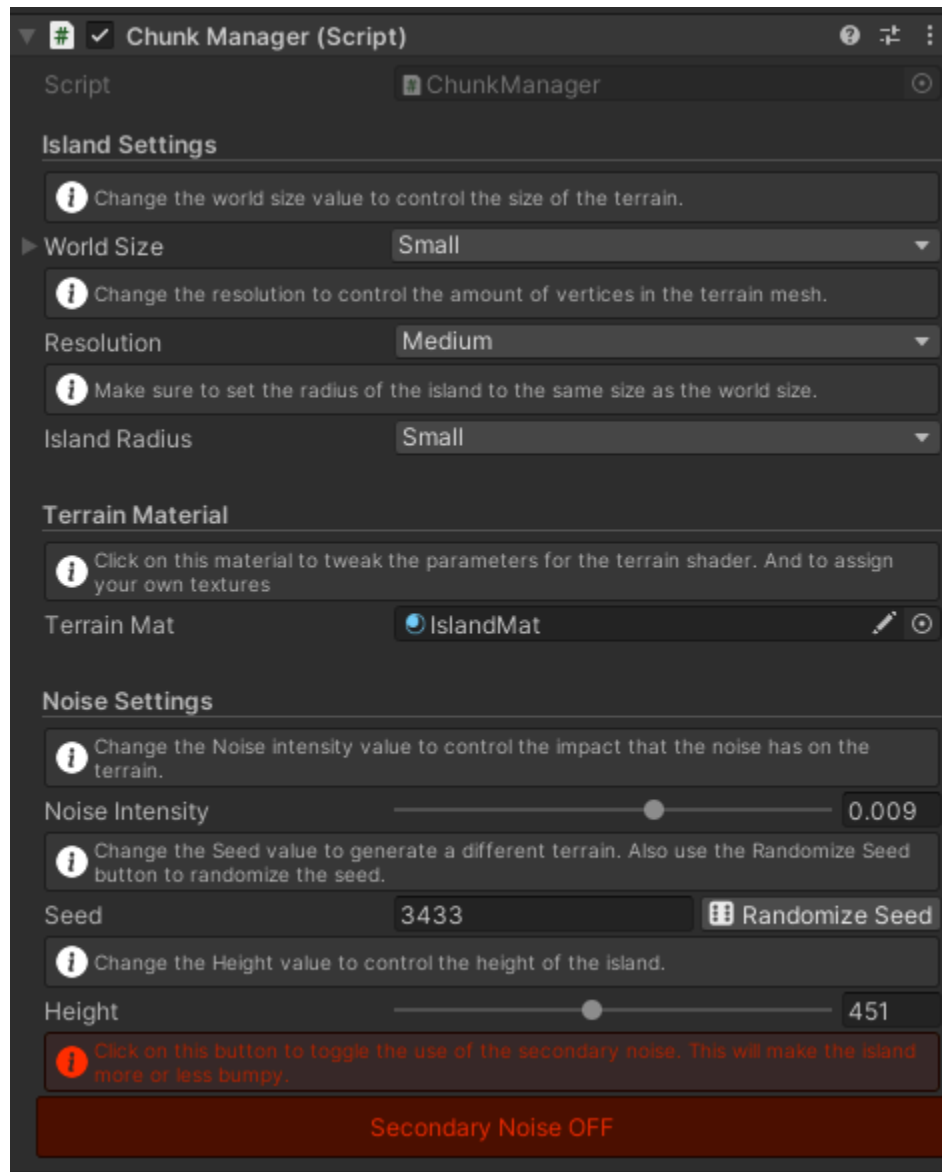 Chunk Manager (Script)
Script ChunkManager
Island Settings
Change the world size value to control the size of the terrain.
World Size Small
Change the resolution to control the amount of vertices in the terrain mesh.
Resolution Medium
Make sure to set the radius of the island to the same size as the world size.
Island Radius Small
Terrain Material
Click on this material to tweak the parameters for the terrain shader. And to assign
your own textures
Terrain Mat IslandMat
Noise Settings
Change the Noise intensity value to control the impact that the noise has on the
terrain.
Noise Intensity 0.009
Change the Seed value to generate a different terrain. Also use the Randomize Seed
button to randomize the seed.
Seed 3433 Randomize Seed
Change the Height value to control the height of the island.
Height 451
Click on this button to toggle the use of the secondary noise. This will make the island
more or less bumpy.
Secondary Noise OFF